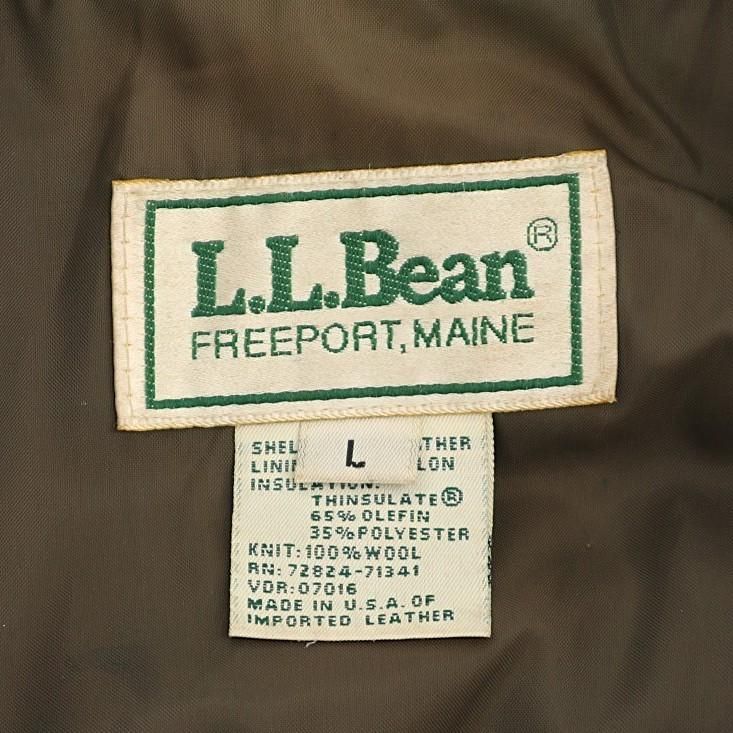 L.L.Bean®
FREEPORT, MAINE
L
THINSULATE®
65% OLEFIN
35% POLYESTER
KNIT: 100% WOOL
RN: 72824-71341
VDR: 07016
MADE IN U.S.A. OF
IMPORTED LEATHER